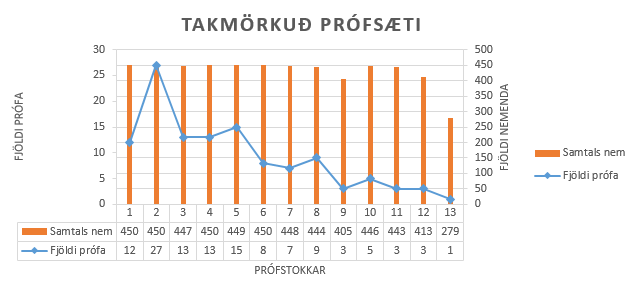 TAKMÖRKUÐ PRÓFSÆTI
FJÖLDI PRÓFA
30
25
20
15
10
5
0
500
450
400
350
300
250
200
150
100
50
0
FJÖLDI NEMENDA
Samtals nem
Fjöldi prófa
1 2 3 4 5 6 7 8 9 10 11 12 13
Samtals nem 450 450 447 450 449 450 448 444 405 446 443 413 279
Fjöldi prófa 12 27 13 13 15 8 7 9 3 5 3 3 1
PRÓFSTOKKAR